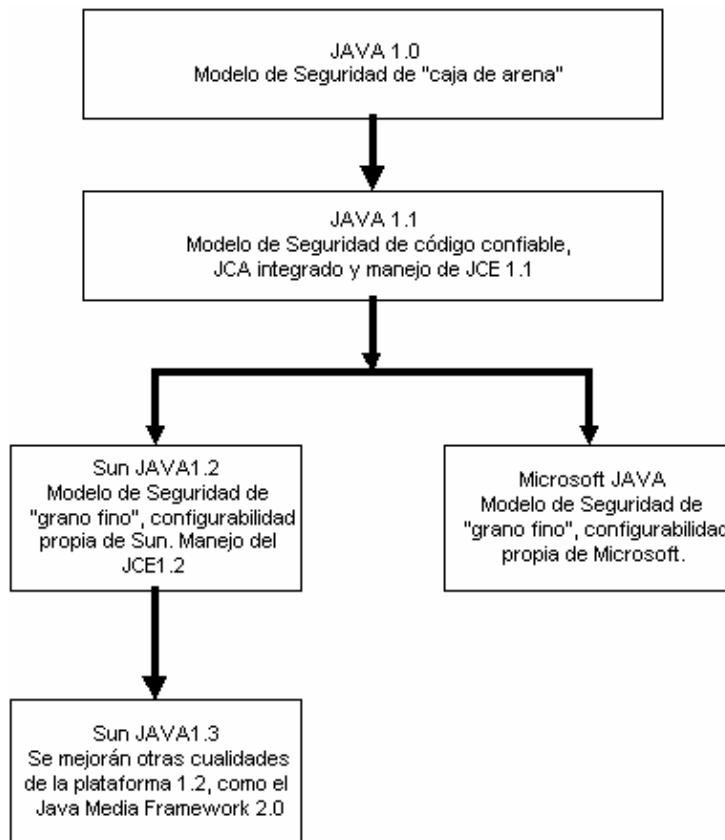 JAVA 1.0
Modelo de Seguridad de "caja de arena"
JAVA 1.1
Modelo de Seguridad de código confiable,
JCA integrado y manejo de JCE 1.1
Sun JAVA1.2
Modelo de Seguridad de
"grano fino", configurabilidad
propia de Sun. Manejo del
JCE1.2
Microsoft JAVA
Modelo de Seguridad de
"grano fino", configurabilidad
propia de Microsoft.
Sun JAVA1.3
Se mejorán otras cualidades
de la plataforma 1.2, como el
Java Media Framework 2.0